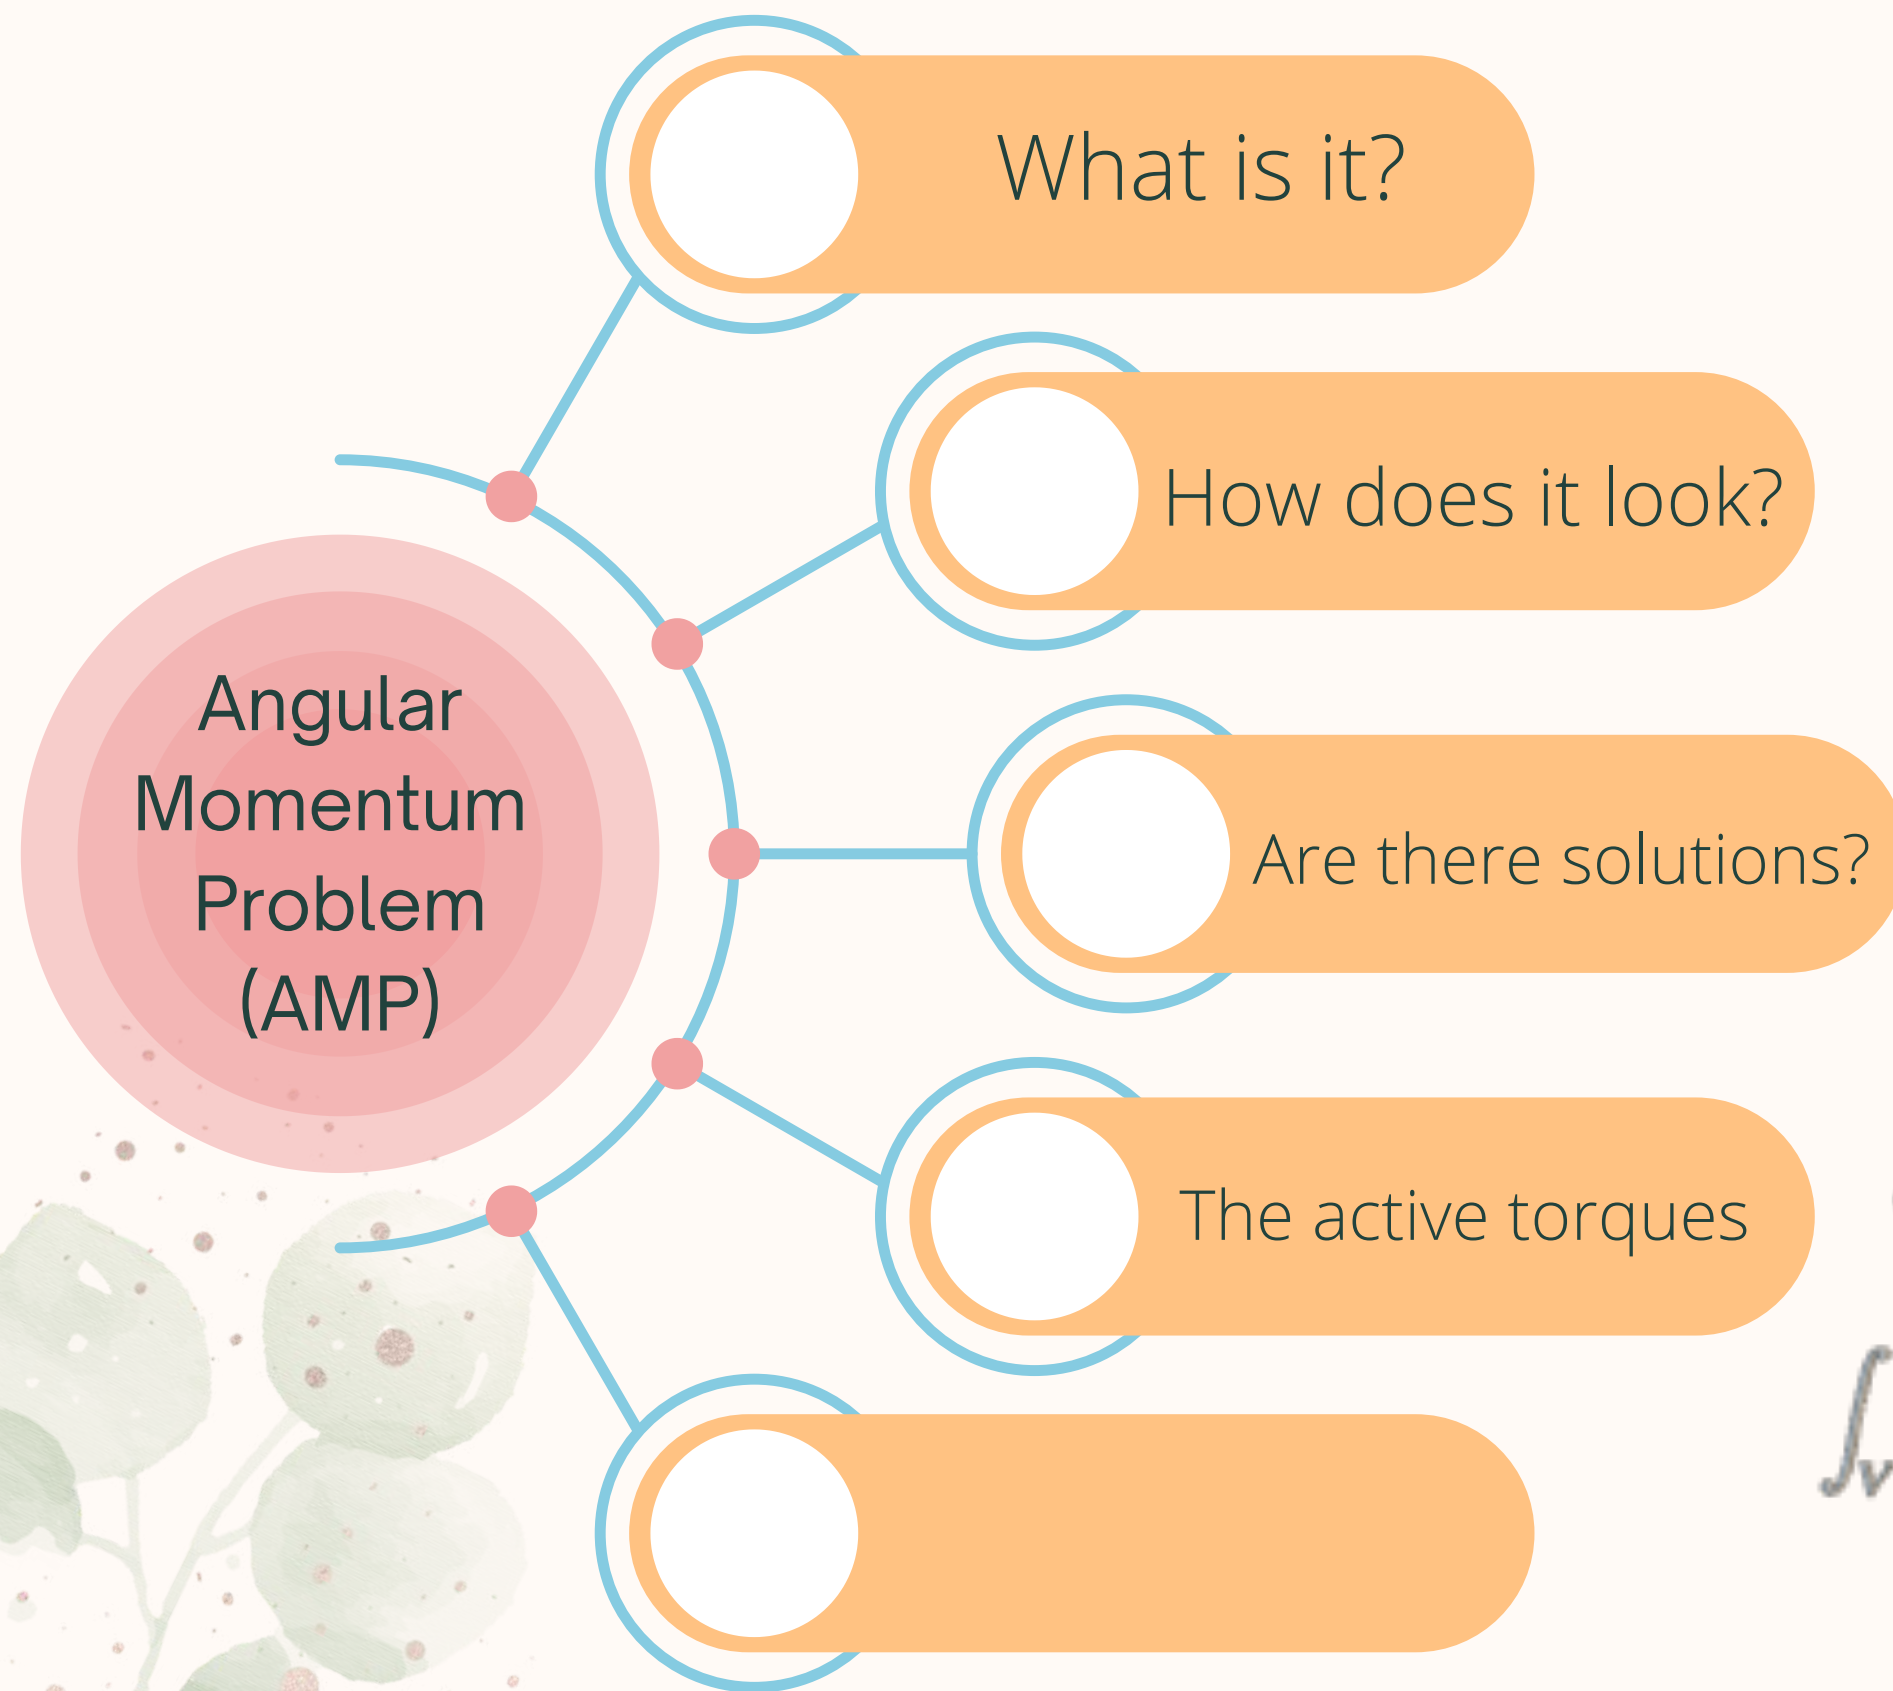 What is it?
How does it look?
Angular
Momentum
Problem
(AMP)
Are there solutions?
The active torques